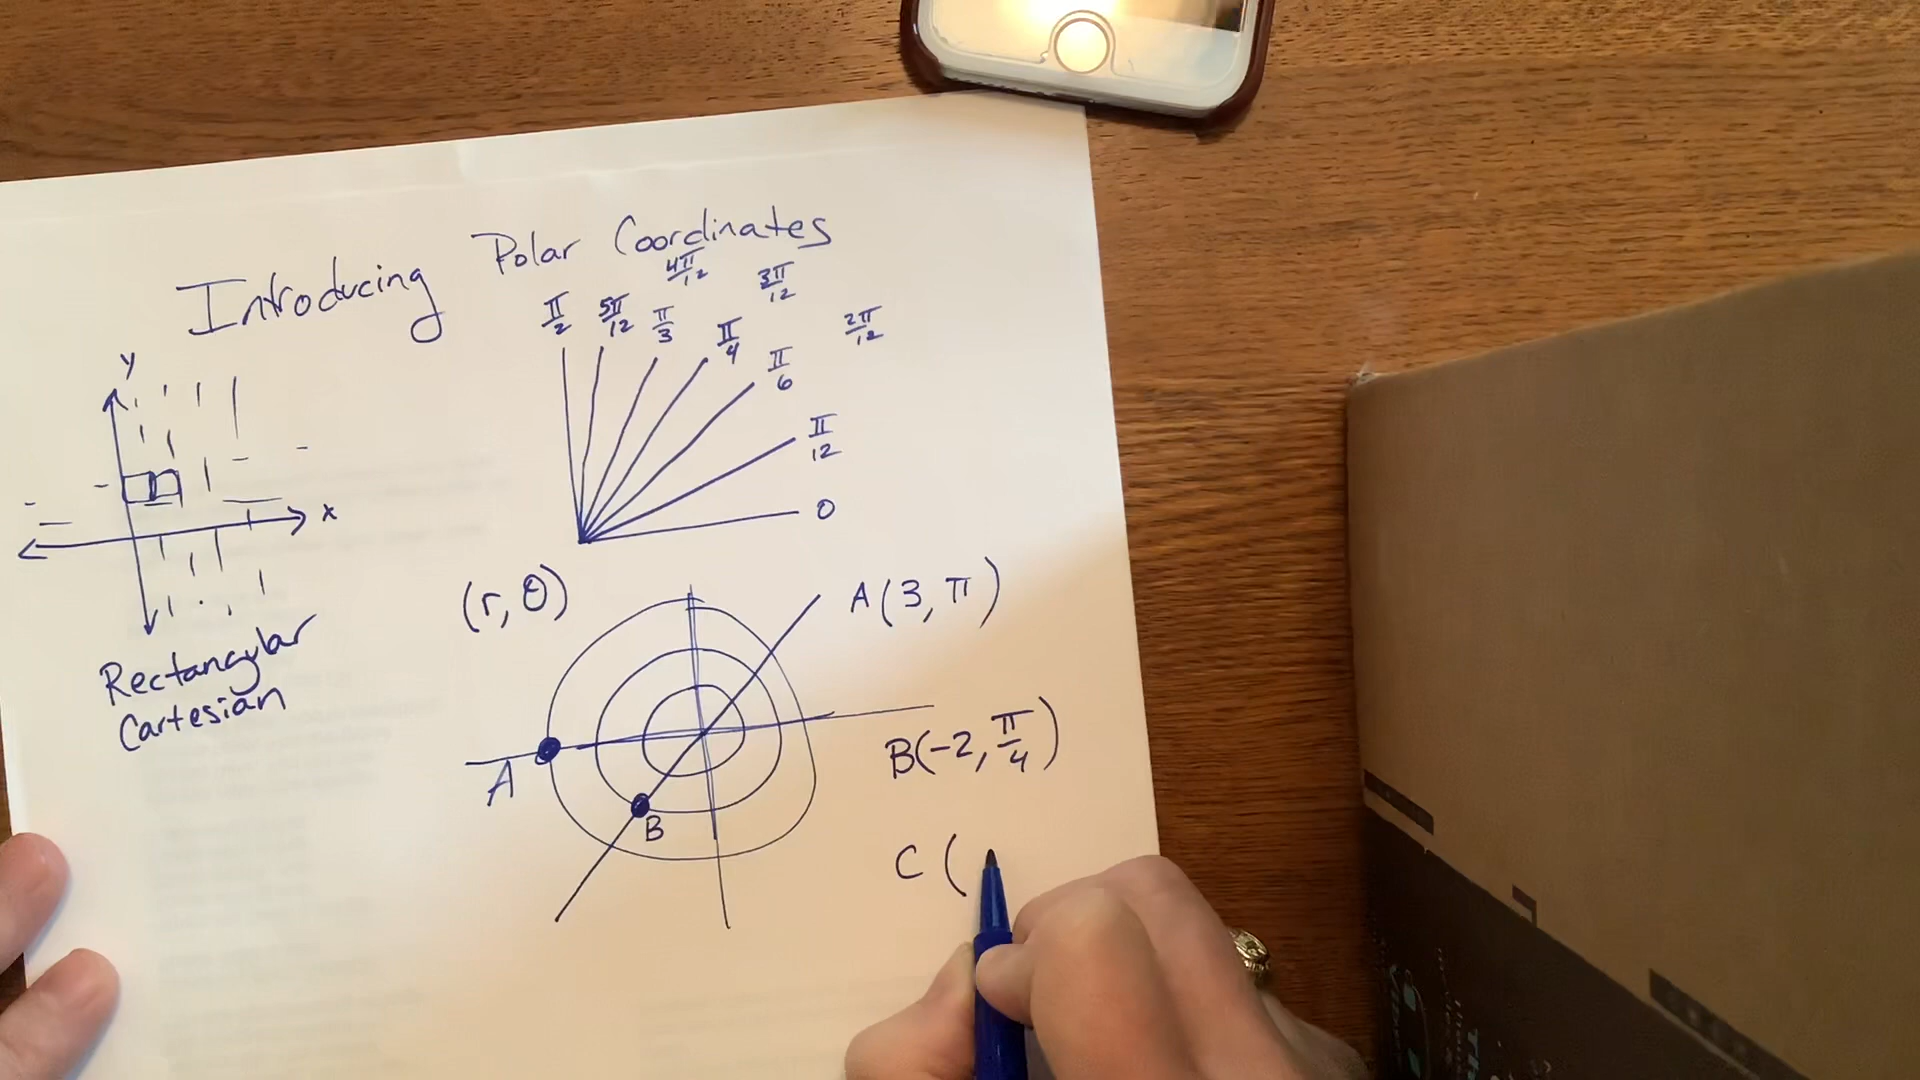 Introducing Polar Coordinates
π/2 5π/12 4π/12 π/3 3π/12 π/4 2π/12 π/6
π/12
0
y
x
Rectangular
Cartesian
(r, θ)
A(3, π)
B(-2, π/4)
C (
A
B